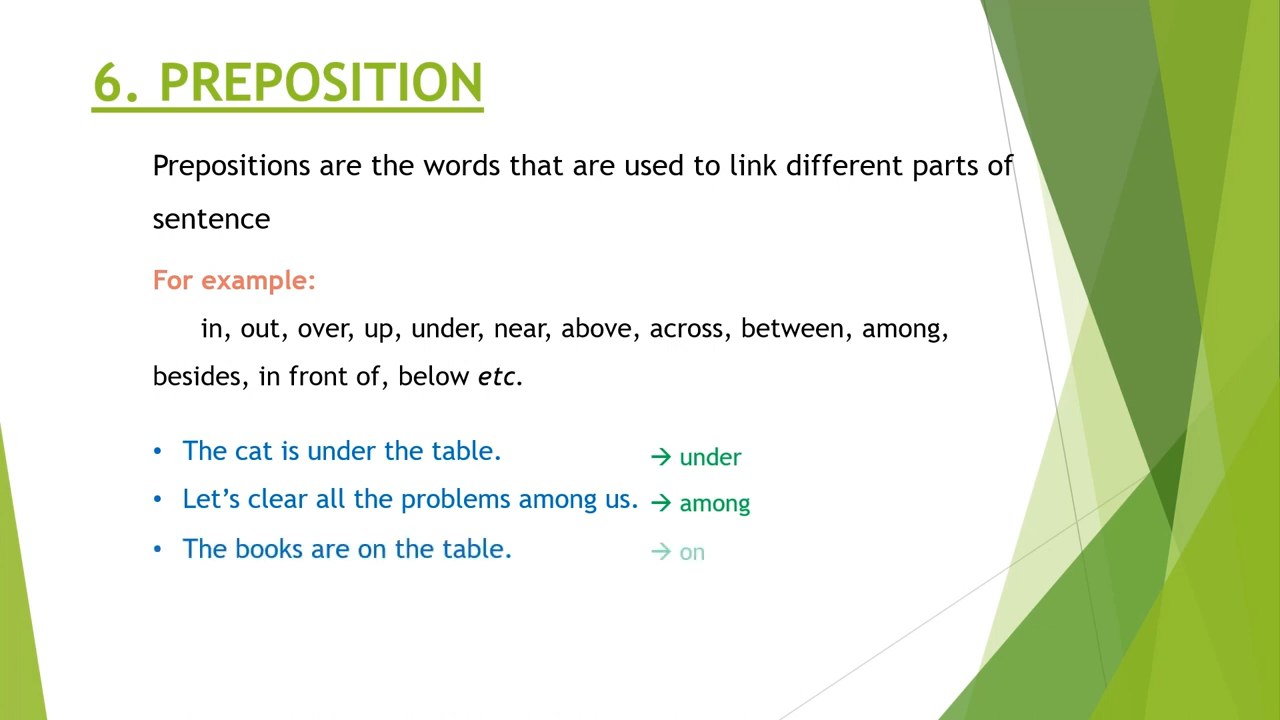 6. PREPOSITION
Prepositions are the words that are used to link different parts of
sentence
For example:
in, out, over, up, under, near, above, across, between, among,
besides, in front of, below etc.
• The cat is under the table. → under
• Let’s clear all the problems among us. → among
• The books are on the table. → on